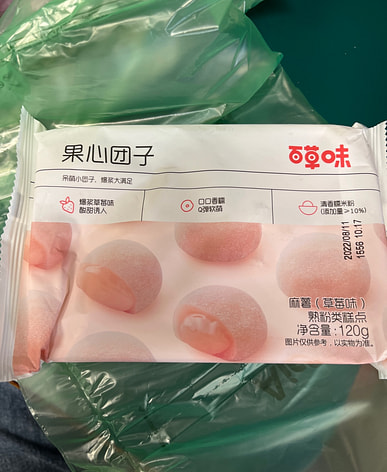 果心团子
百草味
呆萌小团子，爆浆大满足
爆浆草莓味
酸甜诱人
口口香糯
Q弹软萌
清香糯米粉
(添加量≥10%)
2022/08/11
1556 10:17
麻薯（草莓味）
熟粉类糕点
净含量：120g
图片仅供参考，以实物为准。